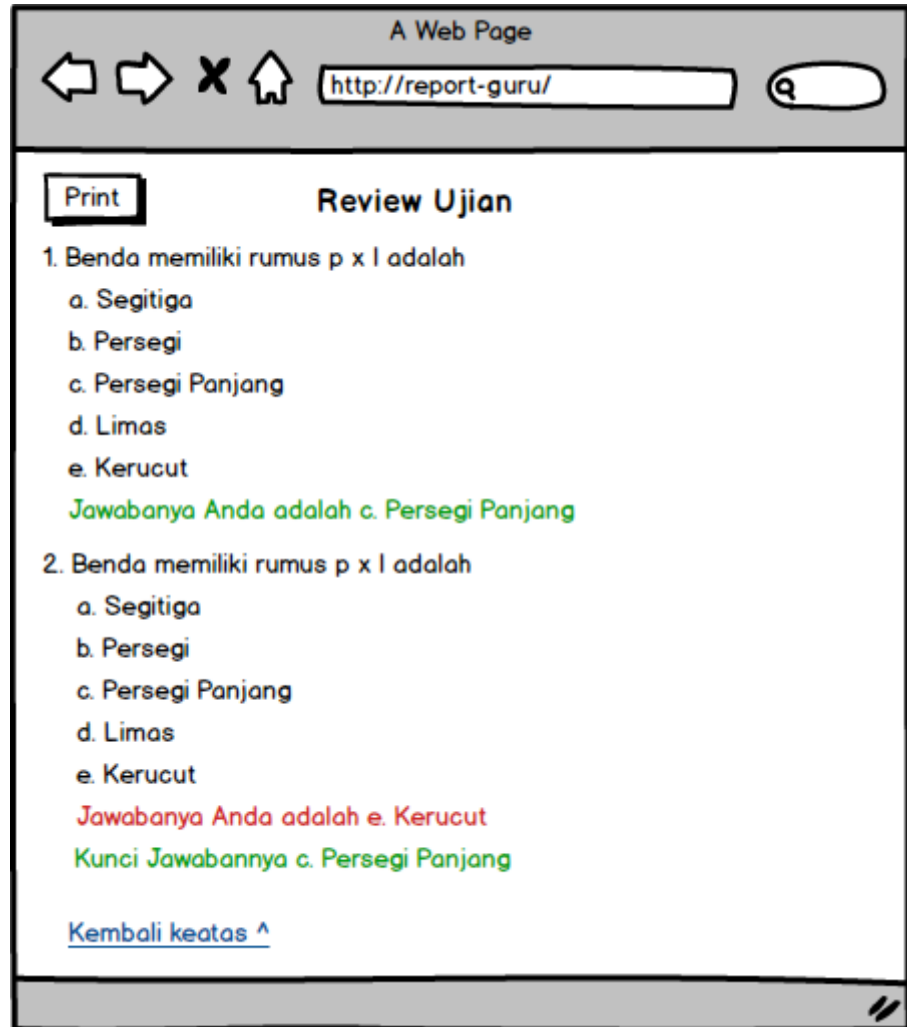 A Web Page
http://report-guru/
Print
Review Ujian
1. Benda memiliki rumus p x l adalah
a. Segitiga
b. Persegi
c. Persegi Panjang
d. Limas
e. Kerucut
Jawabanya Anda adalah c. Persegi Panjang
2. Benda memiliki rumus p x l adalah
a. Segitiga
b. Persegi
c. Persegi Panjang
d. Limas
e. Kerucut
Jawabanya Anda adalah e. Kerucut
Kunci Jawabannya c. Persegi Panjang
Kembali keatas ^